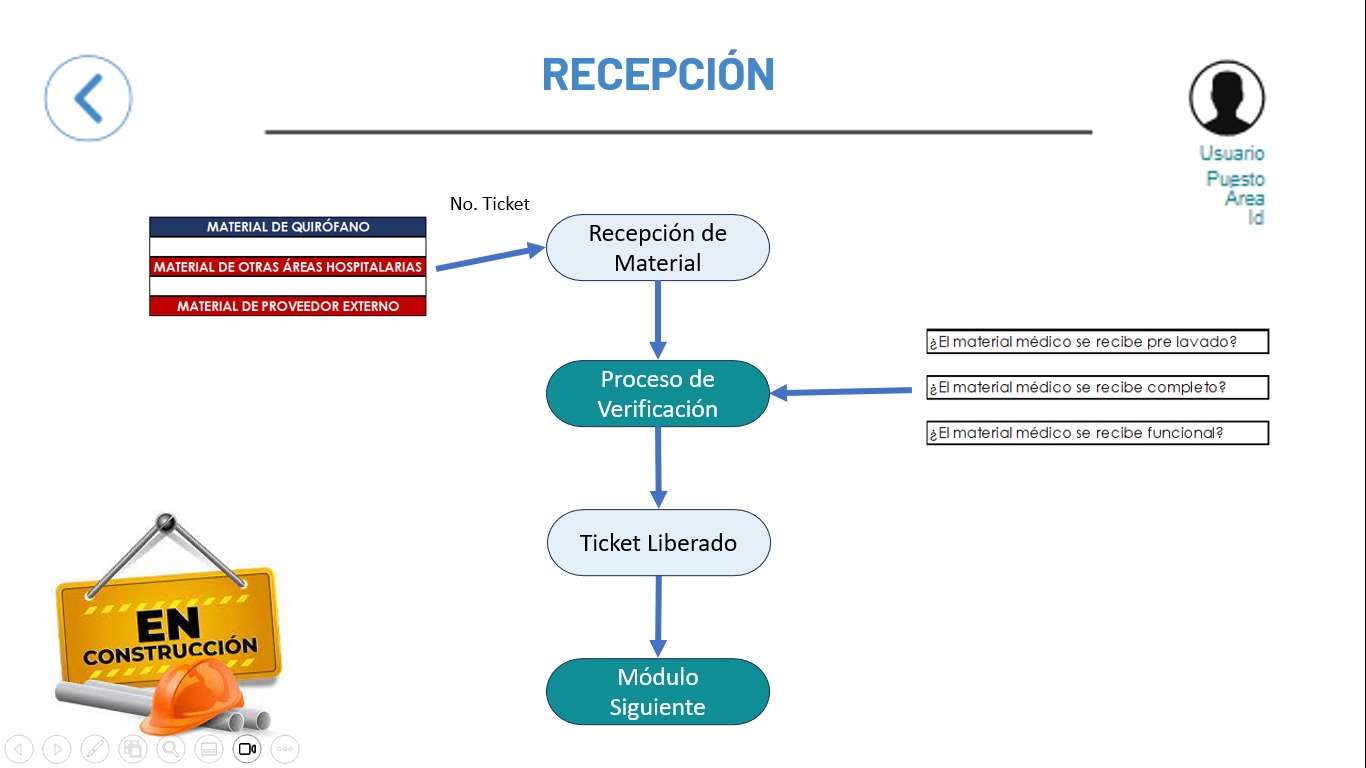 RECEPCIÓN
Usuario
Puesto
Area
Id
No. Ticket
MATERIAL DE QUIRÓFANO
MATERIAL DE OTRAS ÁREAS HOSPITALARIAS
MATERIAL DE PROVEEDOR EXTERNO
Recepción de
Material
¿El material médico se recibe pre lavado?
¿El material médico se recibe completo?
¿El material médico se recibe funcional?
Proceso de
Verificación
Ticket Liberado
EN
CONSTRUCCIÓN
Módulo
Siguiente